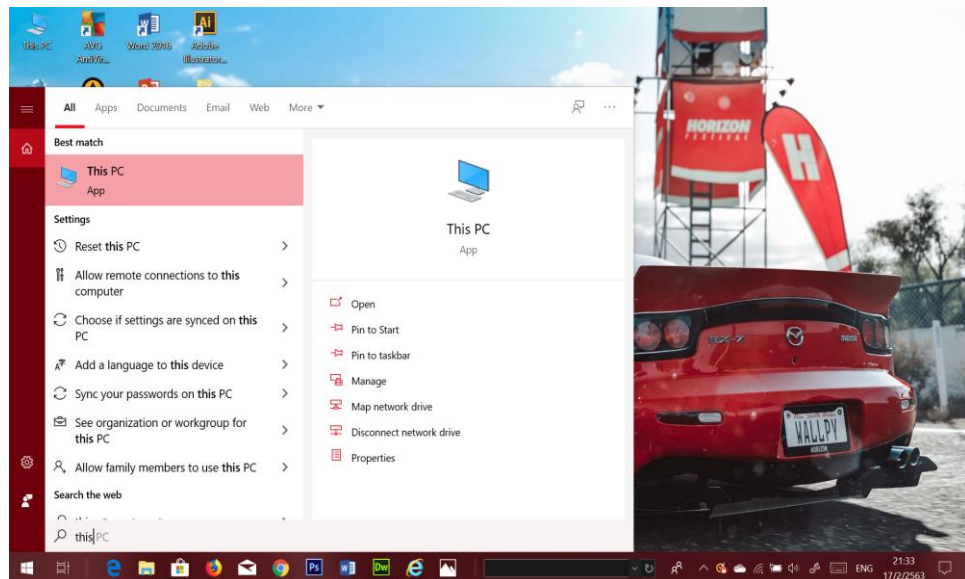 This PC
AVG
AntiVir...
Word 2016
Adobe
Illustrator...
Ai
All Apps Documents Email Web More
Best match
This PC
App
Settings
Reset this PC
Allow remote connections to this
computer
Choose if settings are synced on this
PC
Add a language to this device
Sync your passwords on this PC
See organization or workgroup for
this PC
Allow family members to use this PC
Search the web
this PC
This PC
App
Open
Pin to Start
Pin to taskbar
Manage
Map network drive
Disconnect network drive
Properties
HORIZON
FESTIVAL
H
RX-7
WALLPY
HORIZON
Ps
Dw
ENG
21:33
17/2/2563